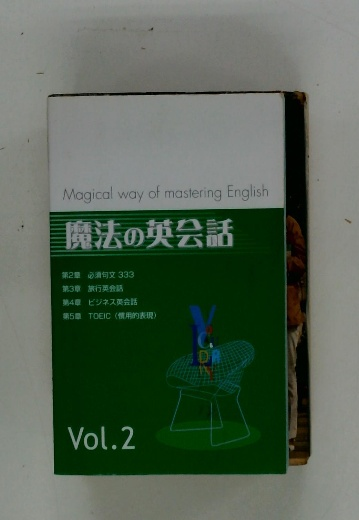 Magical way of mastering English
魔法の英会話
第2章 必須句文 333
第3章 旅行英会話
第4章 ビジネス英会話
第5章 TOEIC（慣用的表現）
Vol.2